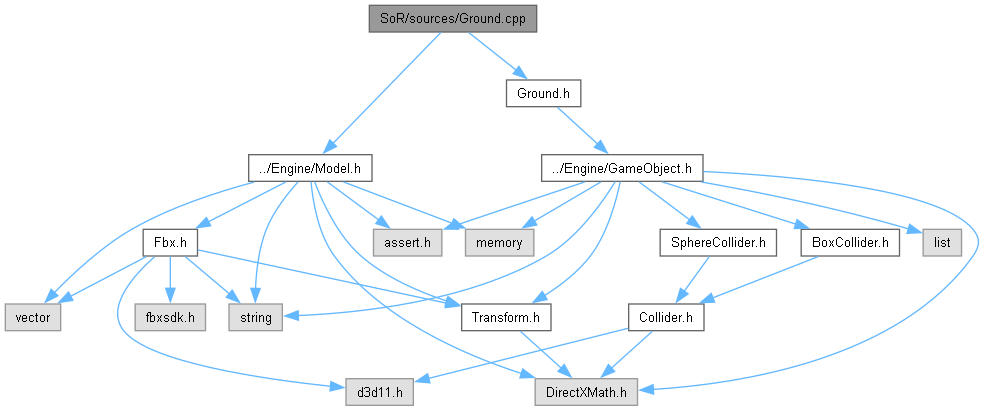 SoR/sources/Ground.cpp
Ground.h
../Engine/Model.h
../Engine/GameObject.h
Fbx.h
assert.h
memory
SphereCollider.h
BoxCollider.h
list
vector
fbxsdk.h
string
Transform.h
Collider.h
d3d11.h
DirectXMath.h